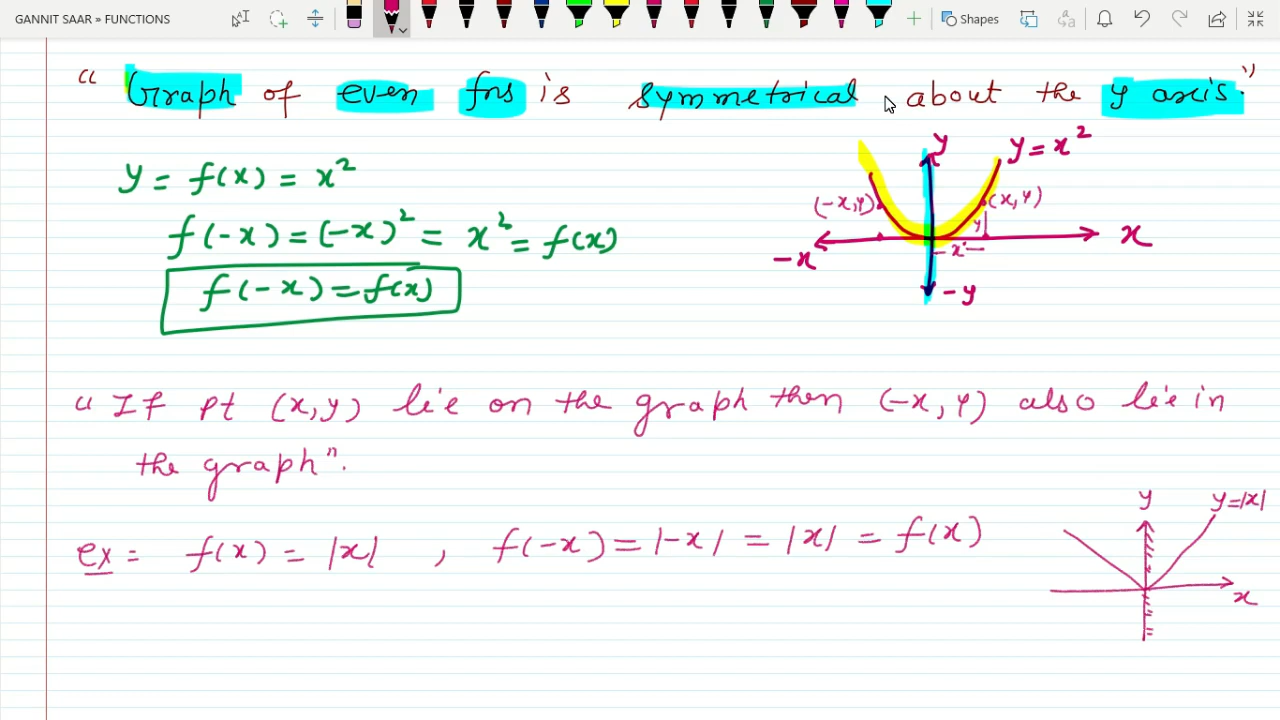 GANNIT SAAR » FUNCTIONS
Shapes
“ Graph of even fns is symmetrical about the y axis.”
y = f(x) = x²
f(-x) = (-x)² = x² = f(x)
f(-x) = f(x)
y
y = x²
(-x,y)
(x,y)
y
x
-x
x
-y
“ If pt (x,y) lie on the graph then (-x,y) also lie in
the graph”.
ex = f(x) = |x| , f(-x) = |-x| = |x| = f(x)
y
y=|x|
x